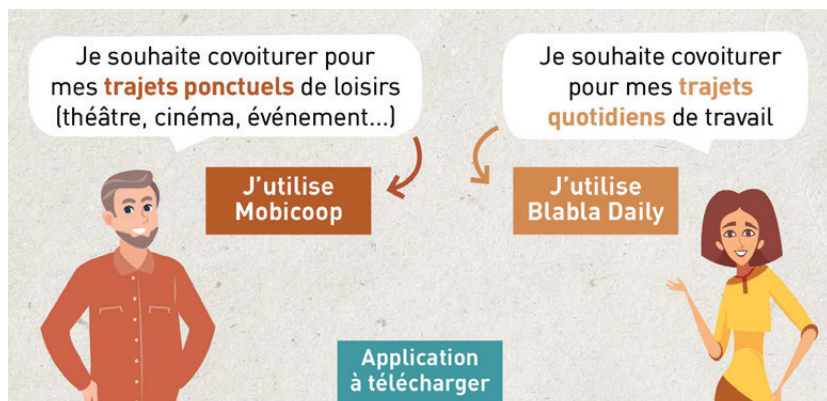 Je souhaite covoiturer pour
mes trajets ponctuels de loisirs
(théâtre, cinéma, événement...)
J'utilise
Mobicoop
Je souhaite covoiturer
pour mes trajets
quotidiens de travail
J'utilise
Blabla Daily
Application
à télécharger